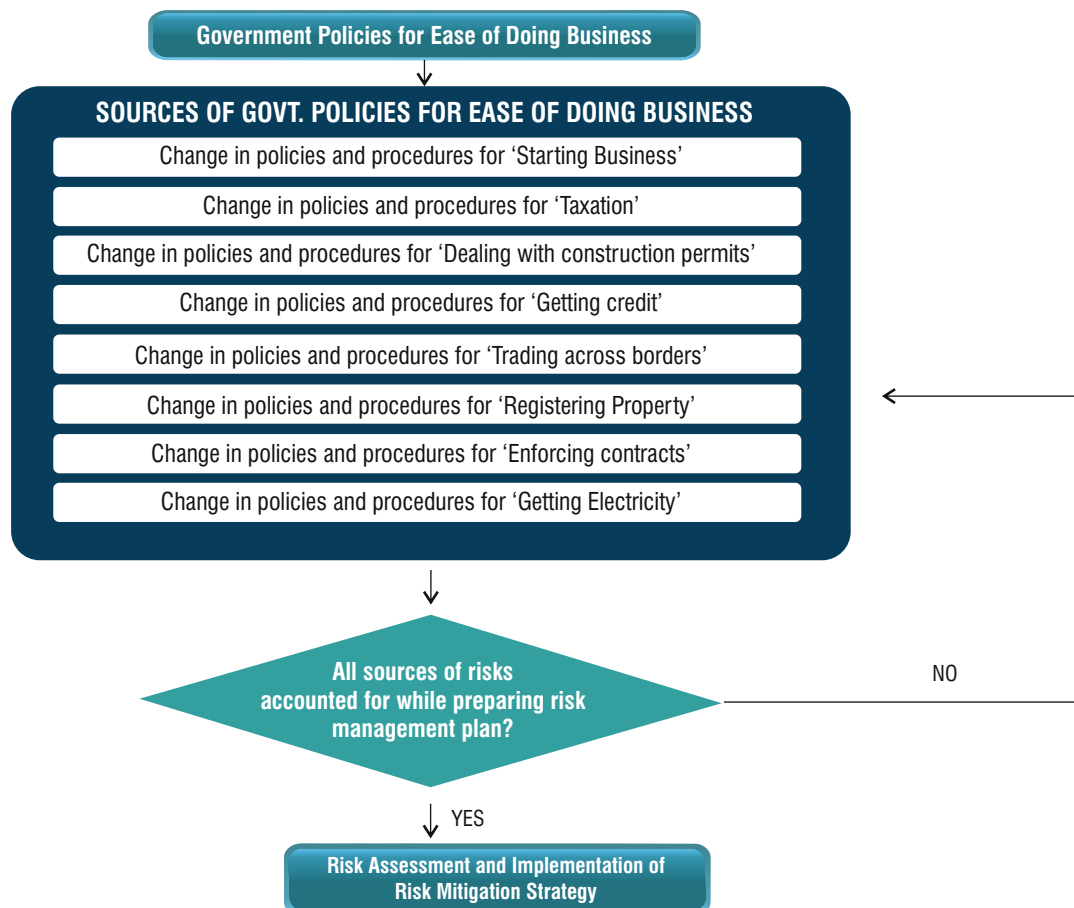 Government Policies for Ease of Doing Business
SOURCES OF GOVT. POLICIES FOR EASE OF DOING BUSINESS
Change in policies and procedures for ‘Starting Business’
Change in policies and procedures for ‘Taxation’
Change in policies and procedures for ‘Dealing with construction permits’
Change in policies and procedures for ‘Getting credit’
Change in policies and procedures for ‘Trading across borders’
Change in policies and procedures for ‘Registering Property’
Change in policies and procedures for ‘Enforcing contracts’
Change in policies and procedures for ‘Getting Electricity’
All sources of risks
accounted for while preparing risk
management plan?
NO
YES
Risk Assessment and Implementation of
Risk Mitigation Strategy